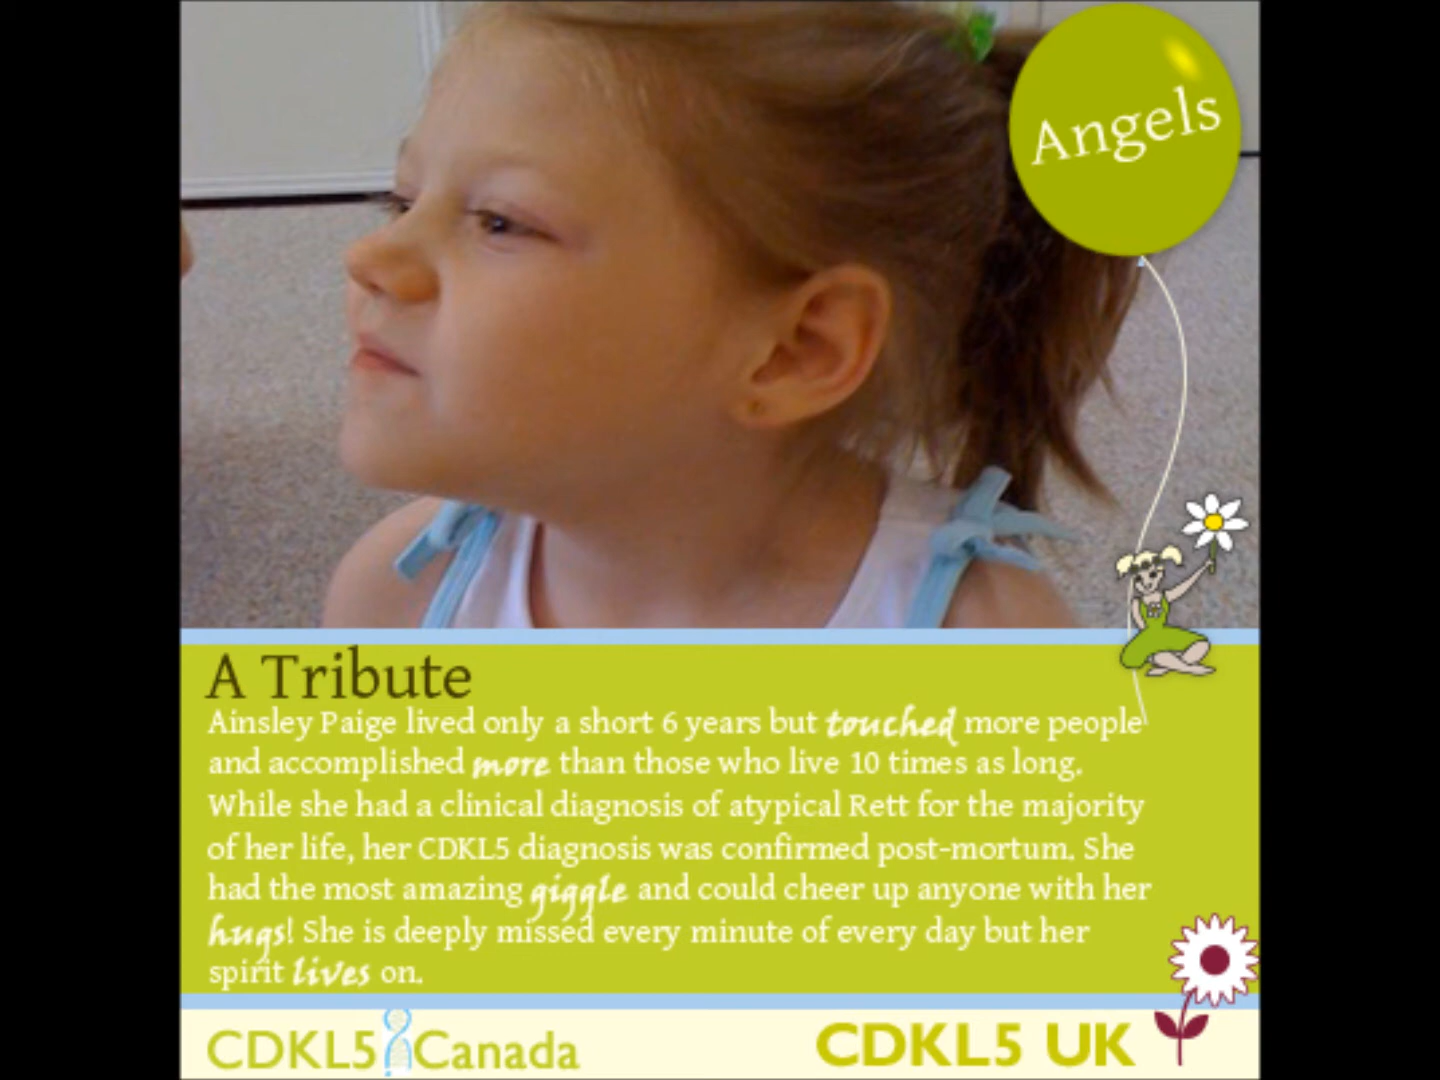 Angels
A Tribute
Ainsley Paige lived only a short 6 years but touched more people
and accomplished more than those who live 10 times as long.
While she had a clinical diagnosis of atypical Rett for the majority
of her life, her CDKL5 diagnosis was confirmed post-mortum. She
had the most amazing giggle and could cheer up anyone with her
hugs! She is deeply missed every minute of every day but her
spirit lives on.
CDKL5 Canada
CDKL5 UK